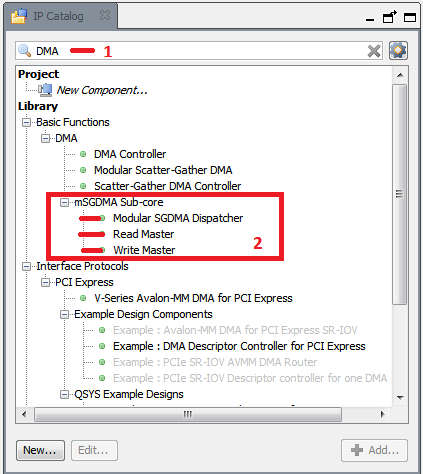 IP Catalog
DMA 1
Project
New Component...
Library
Basic Functions
DMA
DMA Controller
Modular Scatter-Gather DMA
Scatter-Gather DMA Controller
mSGDMA Sub-core
Modular SGDMA Dispatcher
Read Master
2
Write Master
Interface Protocols
PCI Express
V-Series Avalon-MM DMA for PCI Express
Example Design Components
Example : Avalon-MM DMA for PCI Express SR-IOV
Example : DMA Descriptor Controller for PCI Express
Example : PCIe SR-IOV AVMM DMA Router
Example : PCIe SR-IOV Descriptor controller for one DMA
QSYS Example Designs
New... Edit... Add...